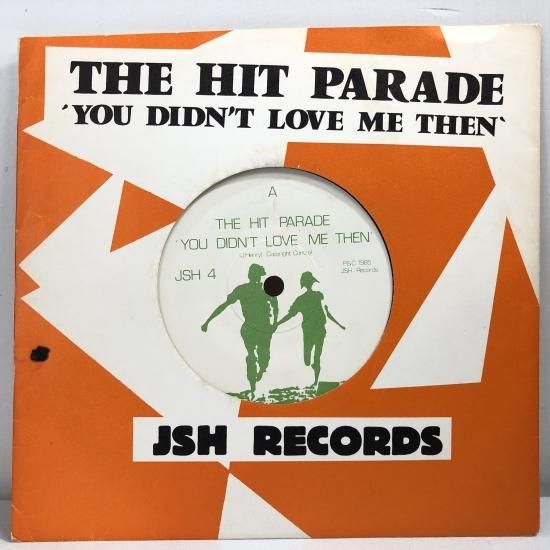 THE HIT PARADE
'YOU DIDN'T LOVE ME THEN'
A
THE HIT PARADE
'YOU DIDN'T LOVE ME THEN'
(J.Henry) Copyright Control
JSH 4
P&C 1985
JSH Records
JSH RECORDS